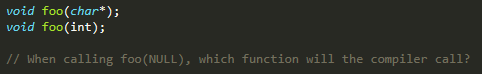 void foo(char*);
void foo(int);
// When calling foo(NULL), which function will the compiler call?